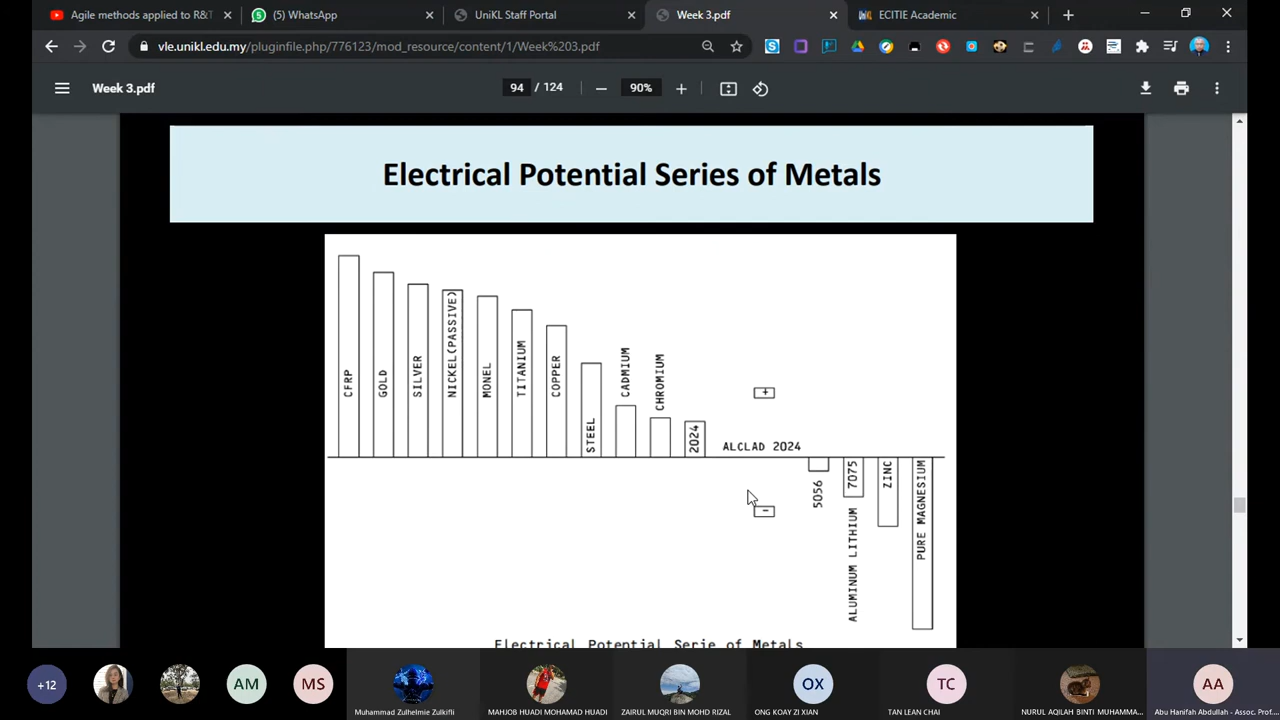 Agile methods applied to R&T
(5) WhatsApp
UniKL Staff Portal
Week 3.pdf
ECITIE Academic
vle.unikl.edu.my/pluginfile.php/776123/mod_resource/content/1/Week%203.pdf
Week 3.pdf
94 / 124
90%
Electrical Potential Series of Metals
CFRP
GOLD
SILVER
NICKEL(PASSIVE)
MONEL
TITANIUM
COPPER
STEEL
CADMIUM
CHROMIUM
2024
+
ALCLAD 2024
-
5056
7075
ALUMINUM LITHIUM
ZINC
PURE MAGNESIUM
Electrical Potential Serie of Metals
+12
AM
MS
OX
TC
AA
Muhammad Zulhelmie Zulkifli
MAHJOB HUADI MOHAMAD HUADI
ZAIRUL MUQRI BIN MOHD RIZAL
ONG KOAY ZI XIAN
TAN LEAN CHAI
NURUL AQILAH BINTI MUHAMMA...
Abu Hanifah Abdullah - Assoc. Prof...